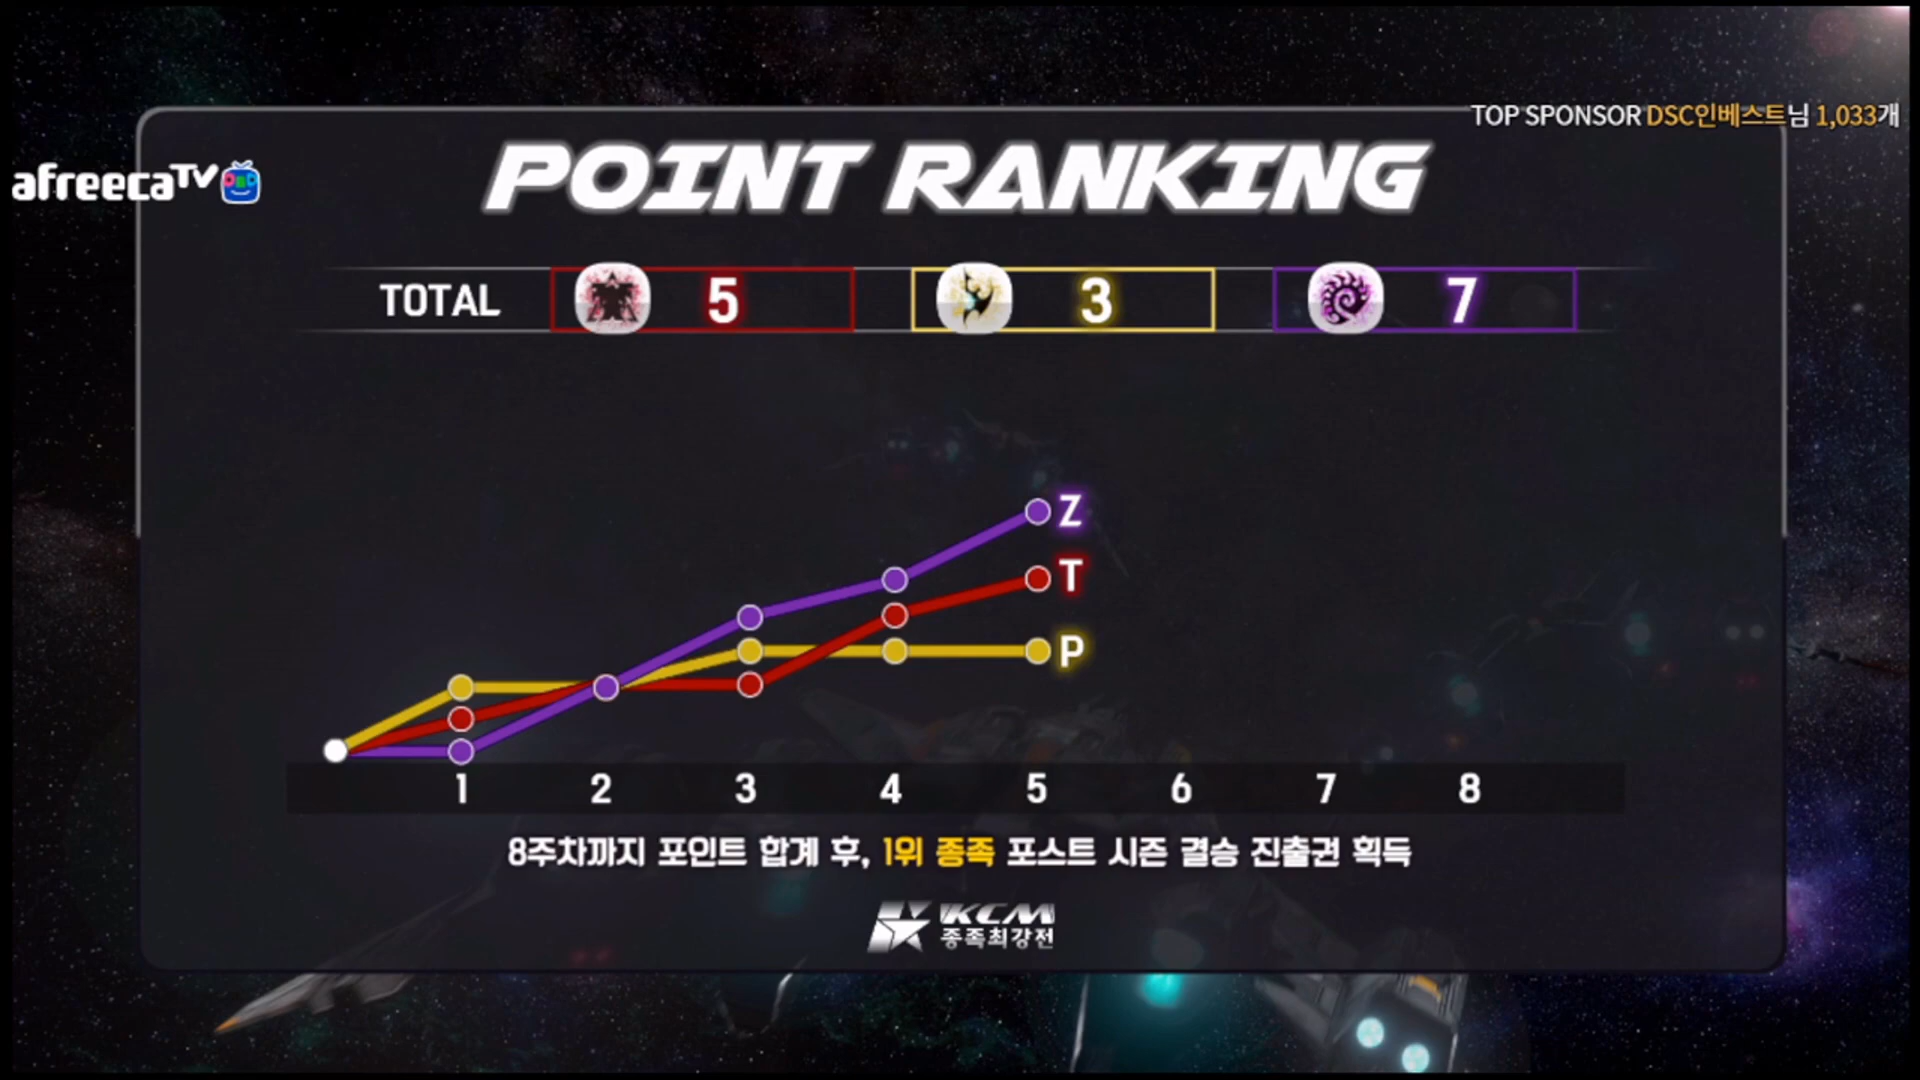 TOP SPONSOR DSC인베스트님 1,033개
afreecaTV
POINT RANKING
TOTAL 5 3 7
Z
T
P
1 2 3 4 5 6 7 8
8주차까지 포인트 합계 후, 1위 종족 포스트 시즌 결승 진출권 획득
KCM
종족최강전